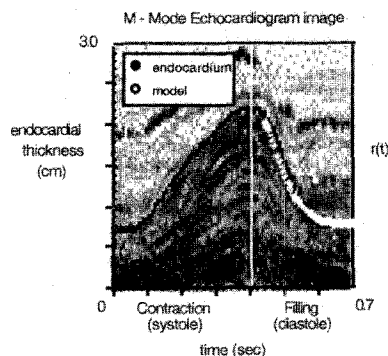 M - Mode Echocardiogram image
3.0
endocardium
model
endocardial
thickness
(cm)
r(t)
0
Contraction
(systole)
Filling
(diastole)
0.7
time (sec)